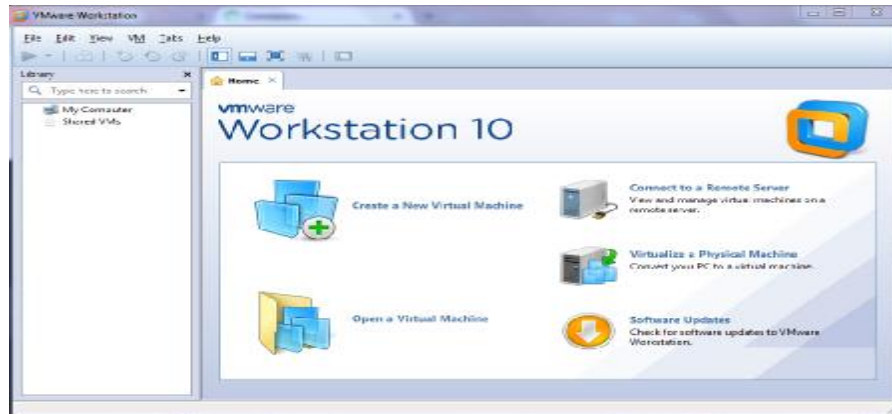 VMware Workstation
File Edit View VM Tabs Help
Library
Type here to search
My Computer
Shared VMs
Home
vmware
Workstation 10
Create a New Virtual Machine
Connect to a Remote Server
View and manage virtual machines on a
remote server.
Virtualize a Physical Machine
Convert your PC to a virtual machine.
Open a Virtual Machine
Software Updates
Check for software updates to VMware
Workstation.